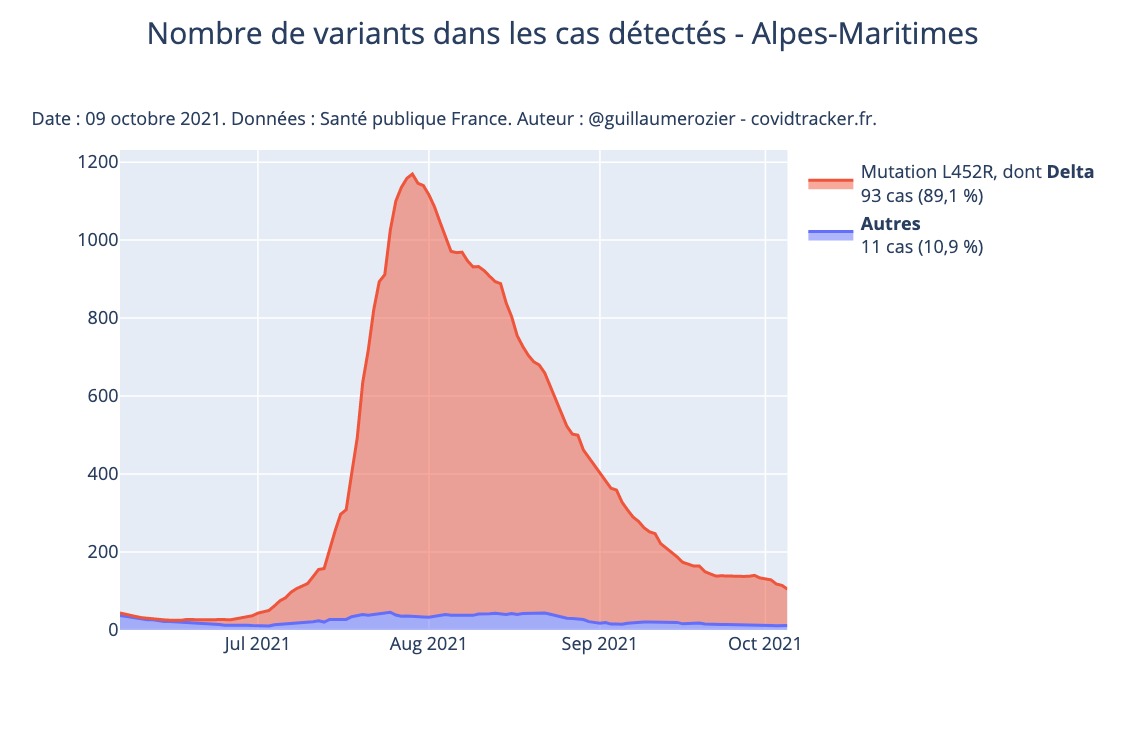 Nombre de variants dans les cas détectés - Alpes-Maritimes
Date : 09 octobre 2021. Données : Santé publique France. Auteur : @guillaumerozier - covidtracker.fr.
1200
1000
800
600
400
200
0
Jul 2021
Aug 2021
Sep 2021
Oct 2021
Mutation L452R, dont Delta
93 cas (89,1 %)
Autres
11 cas (10,9 %)